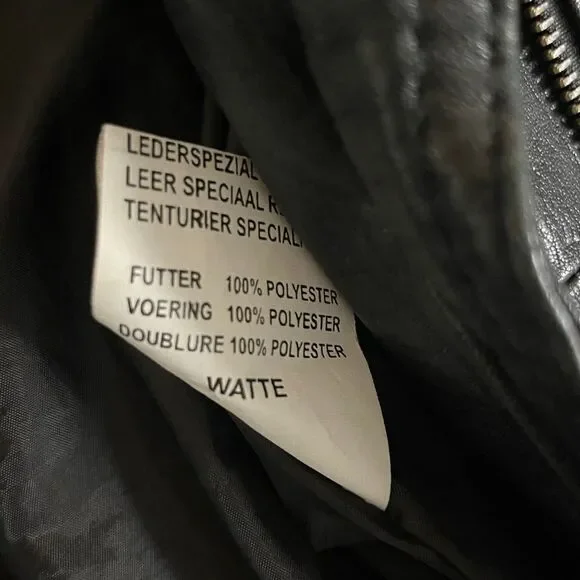 LEDERSPEZIAL
LEER SPECIAAL R
TENTURIER SPECIAL
FUTTER 100% POLYESTER
VOERING 100% POLYESTER
DOUBLURE 100% POLYESTER
WATTE